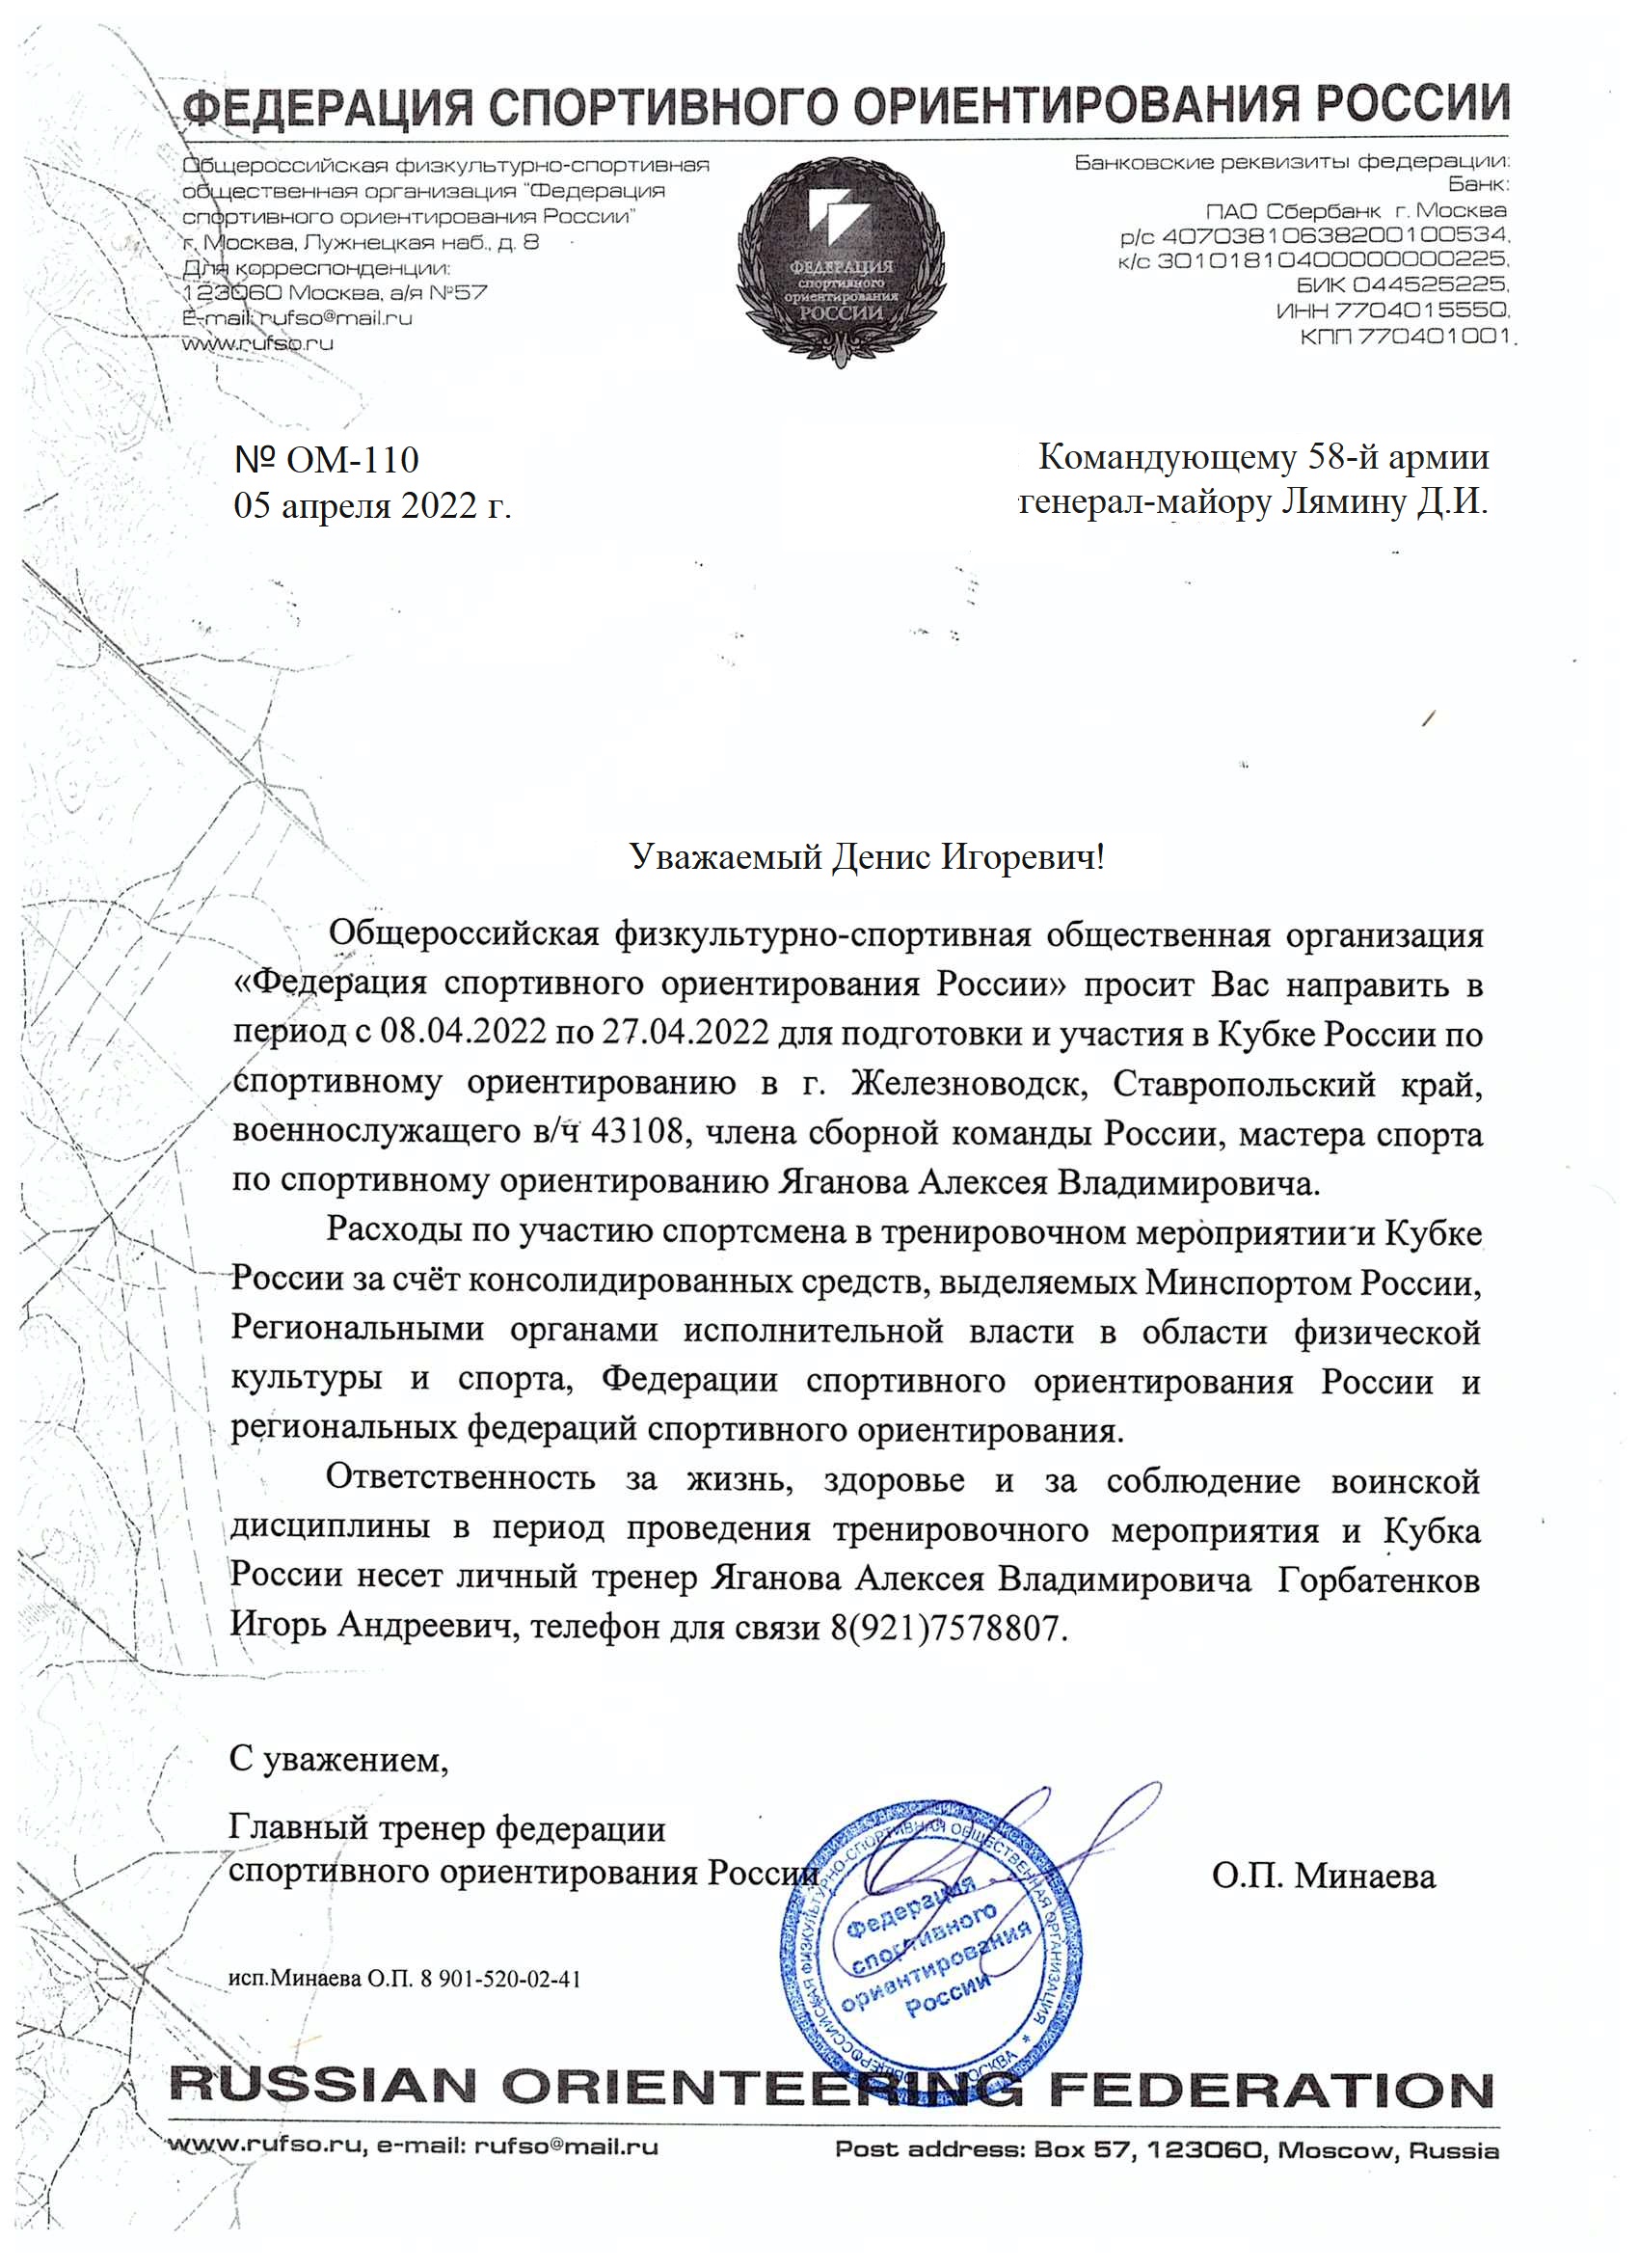 ФЕДЕРАЦИЯ СПОРТИВНОГО ОРИЕНТИРОВАНИЯ РОССИИ
Общероссийская физкультурно-спортивная
общественная организация "Федерация
спортивного ориентирования России"
г. Москва, Лужнецкая наб., д. 8
Для корреспонденции:
123060 Москва, а/я №57
E-mail: rufso@mail.ru
www.rufso.ru
ФЕДЕРАЦИЯ
спортивного
ориентирования
РОССИИ
Банковские реквизиты федерации:
Банк:
ПАО Сбербанк г. Москва
р/с 40703810638200100534,
к/с 30101810400000000225,
БИК 044525225,
ИНН 7704015550,
КПП 770401001.
№ ОМ-110
05 апреля 2022 г.
Командующему 58-й армии
генерал-майору Лямину Д.И.
Уважаемый Денис Игоревич!
Общероссийская физкультурно-спортивная общественная организация
«Федерация спортивного ориентирования России» просит Вас направить в
период с 08.04.2022 по 27.04.2022 для подготовки и участия в Кубке России по
спортивному ориентированию в г. Железноводск, Ставропольский край,
военнослужащего в/ч 43108, члена сборной команды России, мастера спорта
по спортивному ориентированию Яганова Алексея Владимировича.
Расходы по участию спортсмена в тренировочном мероприятии и Кубке
России за счёт консолидированных средств, выделяемых Минспортом России,
Региональными органами исполнительной власти в области физической
культуры и спорта, Федерации спортивного ориентирования России и
региональных федераций спортивного ориентирования.
Ответственность за жизнь, здоровье и за соблюдение воинской
дисциплины в период проведения тренировочного мероприятия и Кубка
России несет личный тренер Яганова Алексея Владимировича Горбатенков
Игорь Андреевич, телефон для связи 8(921)7578807.
С уважением,
Главный тренер федерации
спортивного ориентирования России
О.П. Минаева
ОБЩЕРОССИЙСКАЯ ФИЗКУЛЬТУРНО-СПОРТИВНАЯ ОБЩЕСТВЕННАЯ ОРГАНИЗАЦИЯ * МОСКВА
Федерация
спортивного
ориентирования
России
исп.Минаева О.П. 8 901-520-02-41
RUSSIAN ORIENTEERING FEDERATION
www.rufso.ru, e-mail: rufso@mail.ru
Post address: Box 57, 123060, Moscow, Russia